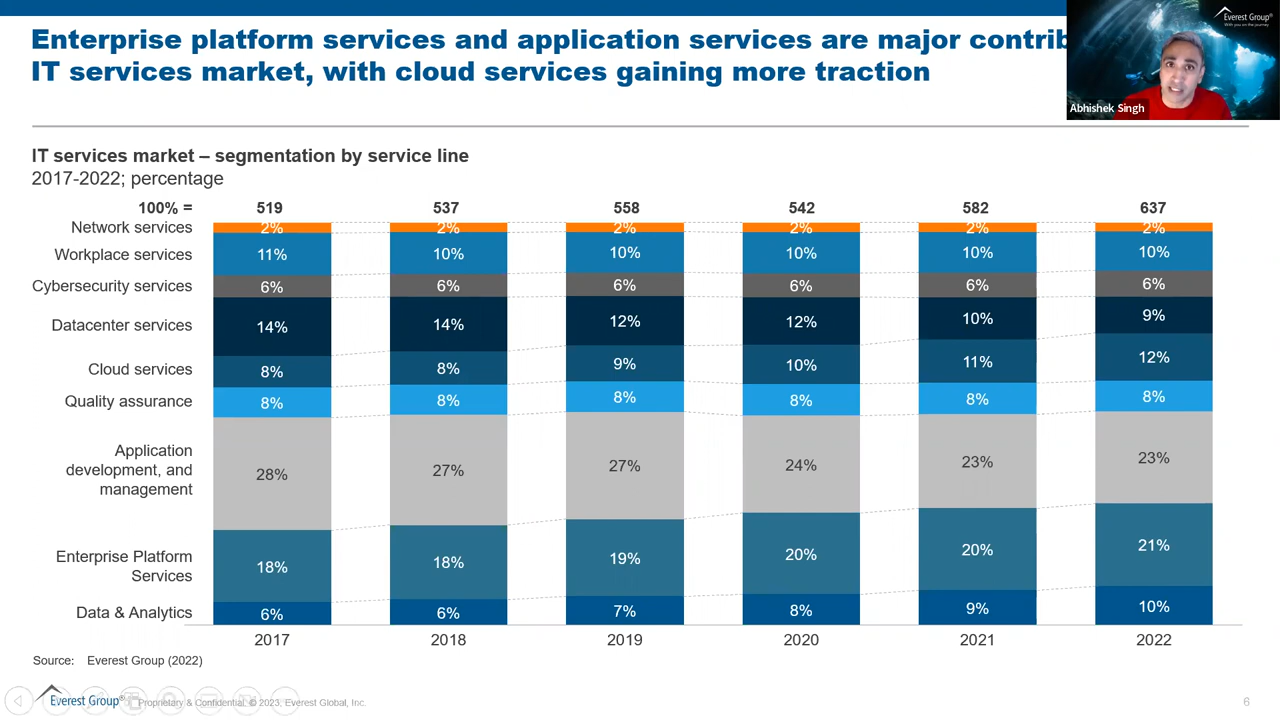 Enterprise platform services and application services are major
IT services market, with cloud services gaining more traction
Everest Group®
With you on the journey
Abhishek Singh
IT services market – segmentation by service line
2017-2022; percentage
100% = 519 537 558 542 582 637
Network services 2% 2% 2% 2% 2% 2%
Workplace services 11% 10% 10% 10% 10% 10%
Cybersecurity services 6% 6% 6% 6% 6% 6%
Datacenter services 14% 14% 12% 12% 10% 9%
Cloud services 8% 8% 9% 10% 11% 12%
Quality assurance 8% 8% 8% 8% 8% 8%
Application
development, and
management
28% 27% 27% 24% 23% 23%
Enterprise Platform
Services
18% 18% 19% 20% 20% 21%
Data & Analytics 6% 6% 7% 8% 9% 10%
2017 2018 2019 2020 2021 2022
Source: Everest Group (2022)
Everest Group® Proprietary & Confidential. © 2023, Everest Global, Inc.
6